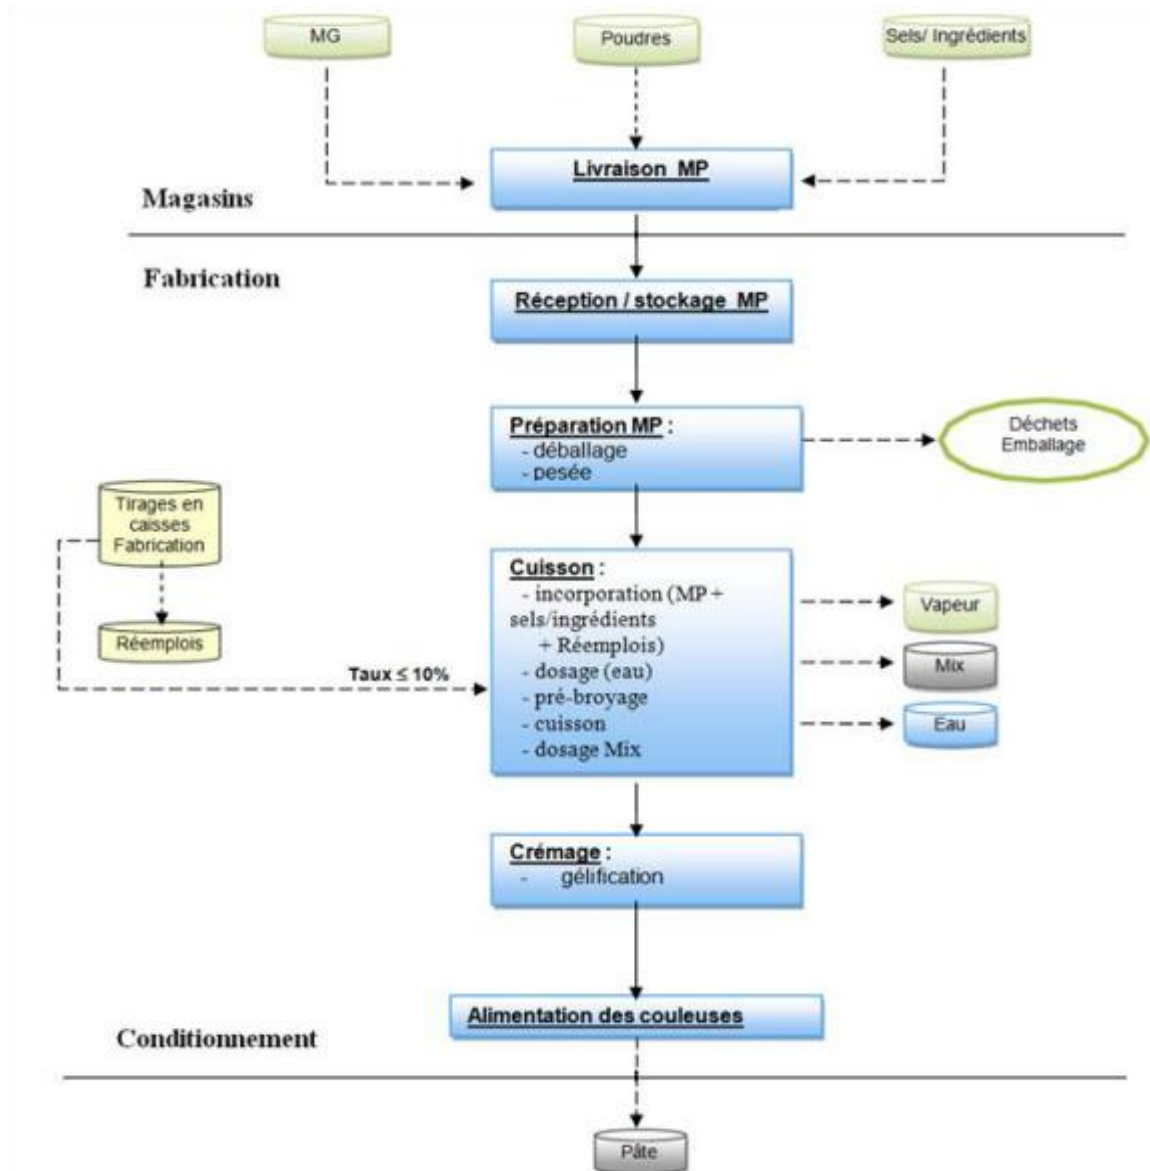 MG
Poudres
Sels/ Ingrédients
Livraison MP
Magasins
Fabrication
Réception / stockage MP
Préparation MP :
- déballage
- pesée
Déchets
Emballage
Tirages en
caisses
Fabrication
Réemplois
Taux ≤ 10%
Cuisson :
- incorporation (MP +
sels/ingrédients
+ Réemplois)
- dosage (eau)
- pré-broyage
- cuisson
- dosage Mix
Vapeur
Mix
Eau
Crémage :
- gélification
Alimentation des couleuses
Conditionnement
Pâte